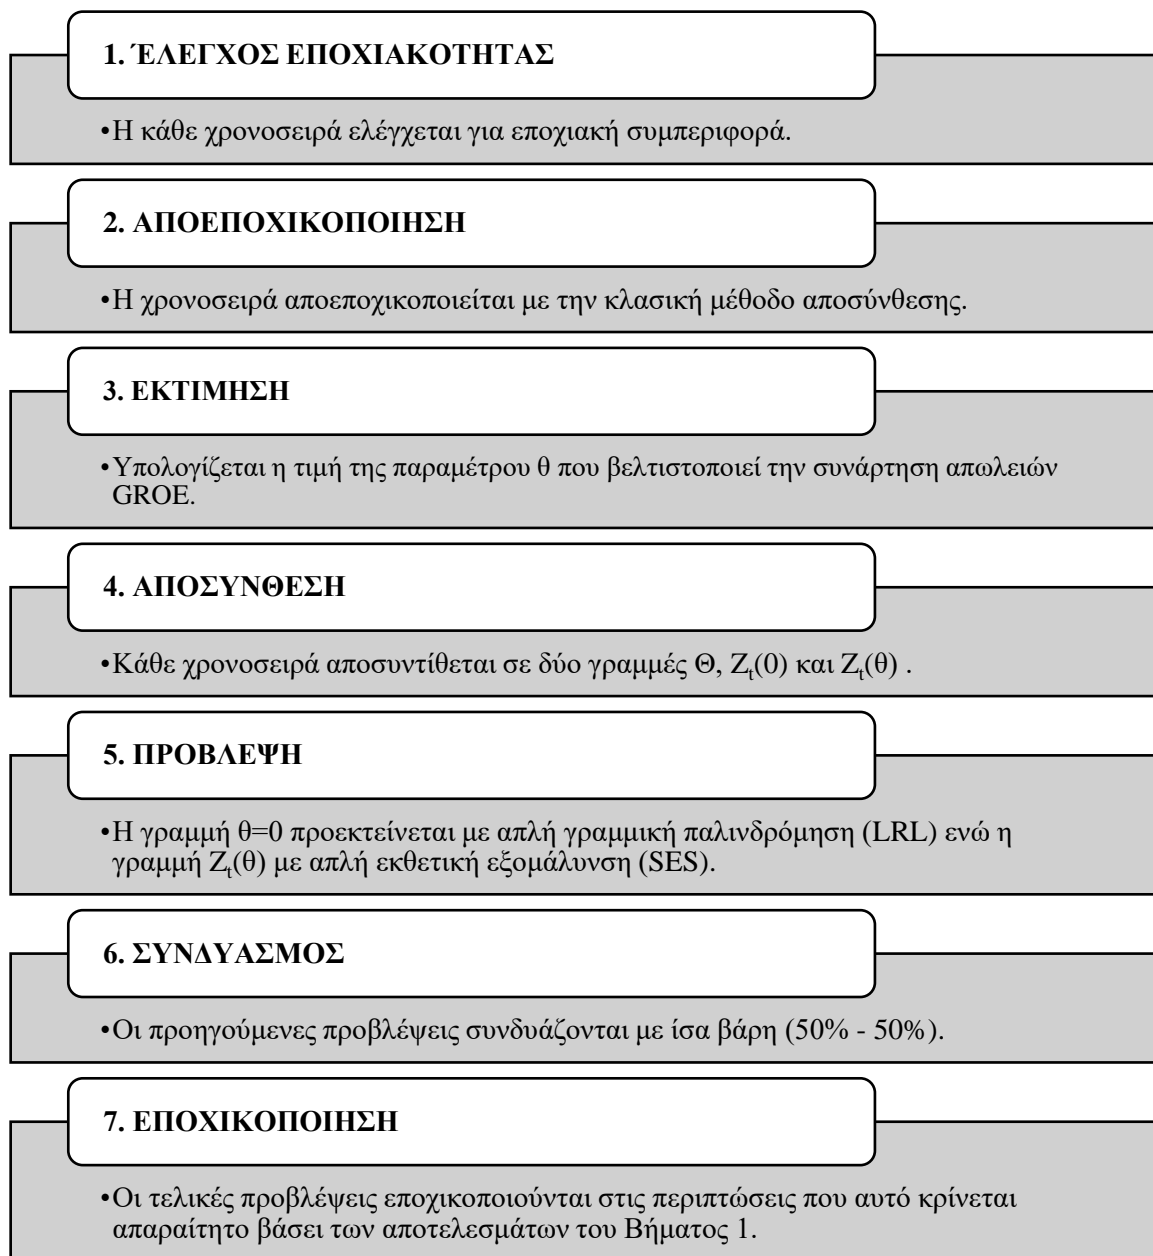 1. ΈΛΕΓΧΟΣ ΕΠΟΧΙΑΚΟΤΗΤΑΣ
•Η κάθε χρονοσειρά ελέγχεται για εποχιακή συμπεριφορά.
2. ΑΠΟΕΠΟΧΙΚΟΠΟΙΗΣΗ
•Η χρονοσειρά αποεποχικοποιείται με την κλασική μέθοδο αποσύνθεσης.
3. ΕΚΤΙΜΗΣΗ
•Υπολογίζεται η τιμή της παραμέτρου θ που βελτιστοποιεί την συνάρτηση απωλειών
GROE.
4. ΑΠΟΣΥΝΘΕΣΗ
•Κάθε χρονοσειρά αποσυντίθεται σε δύο γραμμές Θ, Zₜ(0) και Zₜ(θ) .
5. ΠΡΟΒΛΕΨΗ
•Η γραμμή θ=0 προεκτείνεται με απλή γραμμική παλινδρόμηση (LRL) ενώ η
γραμμή Zₜ(θ) με απλή εκθετική εξομάλυνση (SES).
6. ΣΥΝΔΥΑΣΜΟΣ
•Οι προηγούμενες προβλέψεις συνδυάζονται με ίσα βάρη (50% - 50%).
7. ΕΠΟΧΙΚΟΠΟΙΗΣΗ
•Οι τελικές προβλέψεις εποχικοποιούνται στις περιπτώσεις που αυτό κρίνεται
απαραίτητο βάσει των αποτελεσμάτων του Βήματος 1.